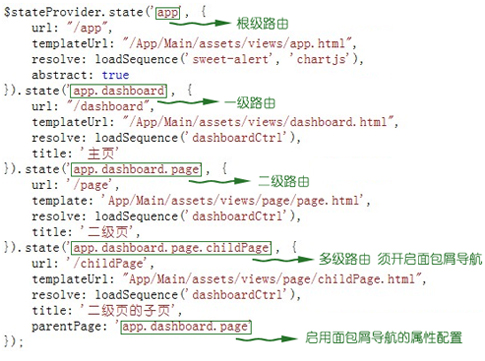 $stateProvider.state('app', {
url: "/app",
根级路由
templateUrl: "/App/Main/assets/views/app.html",
resolve: loadSequence('sweet-alert', 'chartjs'),
abstract: true
}).state('app.dashboard', {
url: "/dashboard",
一级路由
templateUrl: "/App/Main/assets/views/dashboard.html",
resolve: loadSequence('dashboardCtrl'),
title: '主页'
}).state('app.dashboard.page', {
url: '/page',
二级路由
template: 'App/Main/assets/views/page/page.html',
resolve: loadSequence('dashboardCtrl'),
title: '二级页'
}).state('app.dashboard.page.childPage', {
url: '/childPage',
多级路由 须开启面包屑导航
templateUrl: "App/Main/assets/views/page/childPage.html",
resolve: loadSequence('dashboardCtrl'),
title: '二级页的子页',
parentPage: 'app.dashboard.page'
启用面包屑导航的属性配置
});